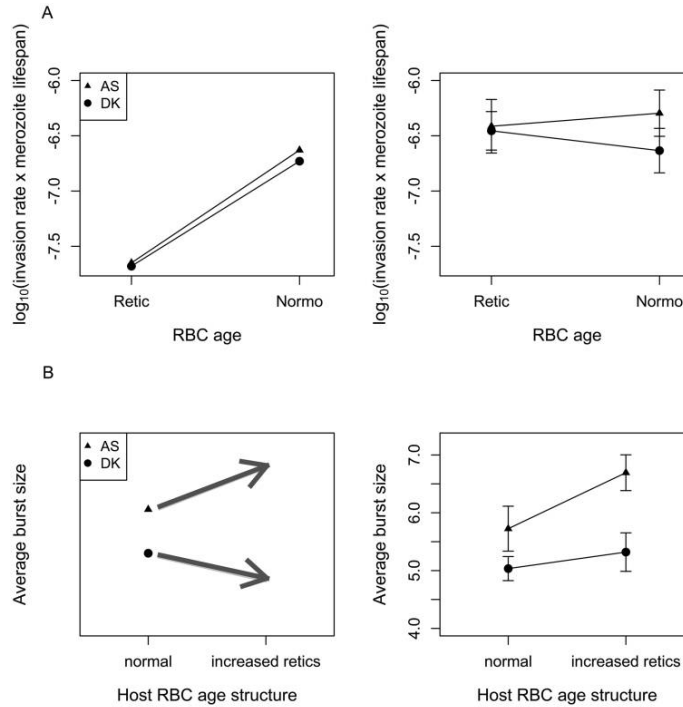 A
log₁₀(invasion rate x merozoite lifespan)
-6.0
-6.5
-7.0
-7.5
AS
DK
Retic
Normo
RBC age
log₁₀(invasion rate x merozoite lifespan)
-6.0
-6.5
-7.0
-7.5
Retic
Normo
RBC age
B
Average burst size
AS
DK
normal
increased retics
Host RBC age structure
Average burst size
7.0
6.0
5.0
4.0
normal
increased retics
Host RBC age structure